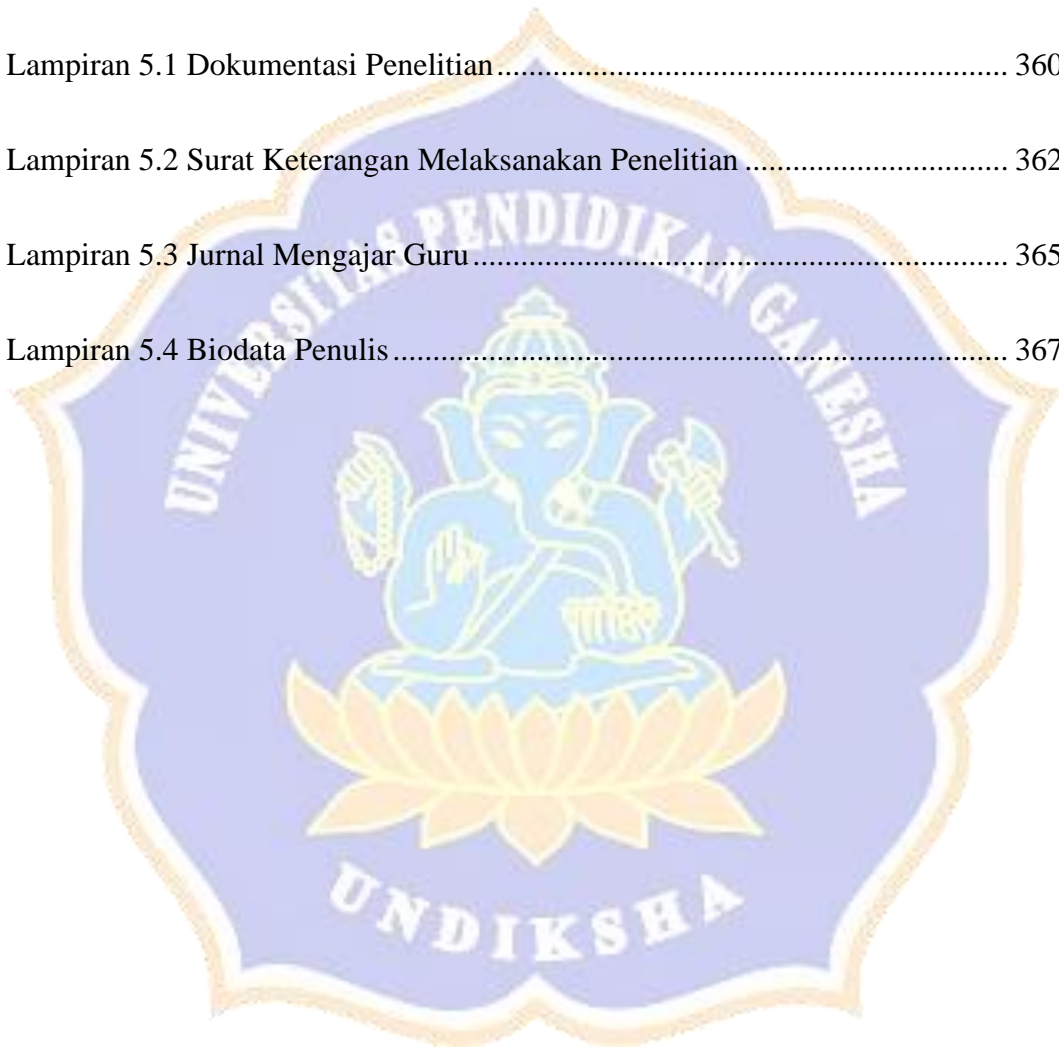 Lampiran 5.1 Dokumentasi Penelitian............................................................... 360
Lampiran 5.2 Surat Keterangan Melaksanakan Penelitian ................................ 362
Lampiran 5.3 Jurnal Mengajar Guru.................................................................. 365
Lampiran 5.4 Biodata Penulis............................................................................ 367
UNIVERSITAS PENDIDIKAN GANESHA
UNDIKSHA